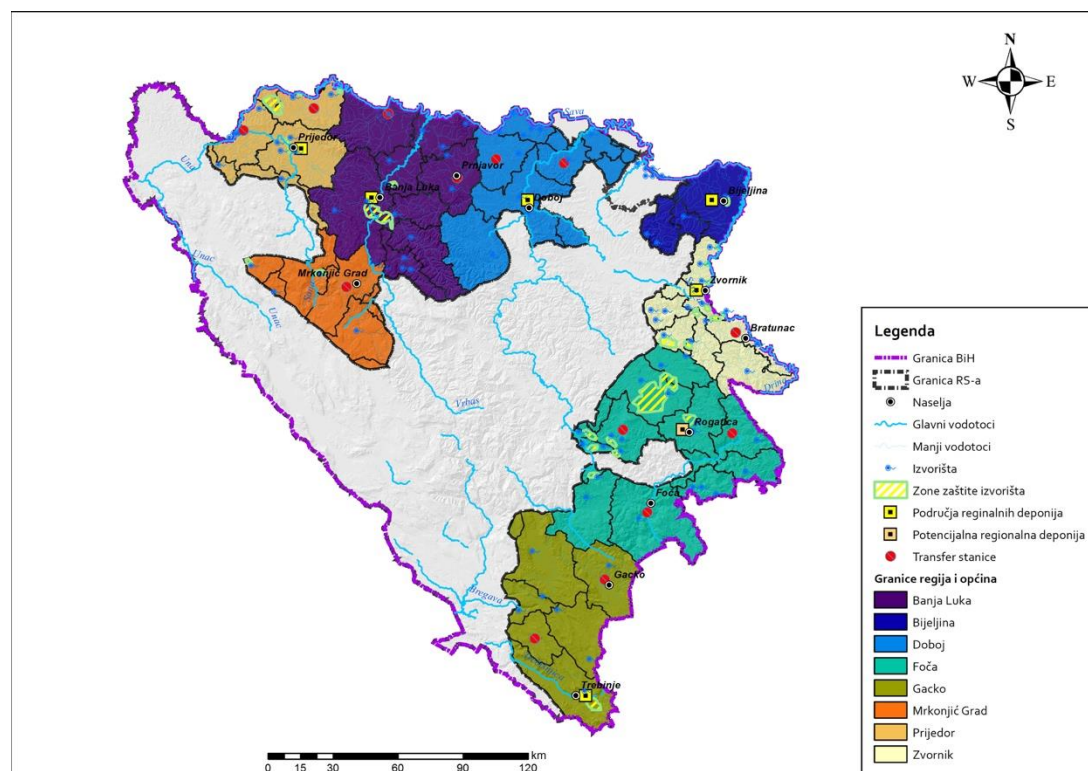 N
W E
S
Sava
Prijedor
Una
Prnjavor
Banja Luka
Doboj
Bijeljina
Unac
Mrkonjić Grad
Unac
Zvornik
Bratunac
Drina
Vrbas
Rogatica
Foča
Gacko
Bregava
Trebinje
km
0 15 30 60 90 120
Legenda
Granica BiH
Granica RS-a
Naselja
Glavni vodotoci
Manji vodotoci
Izvorišta
Zone zaštite izvorišta
Područja reginalnih deponija
Potencijalna regionalna deponija
Transfer stanice
Granice regija i općina
Banja Luka
Bijeljina
Doboj
Foča
Gacko
Mrkonjić Grad
Prijedor
Zvornik